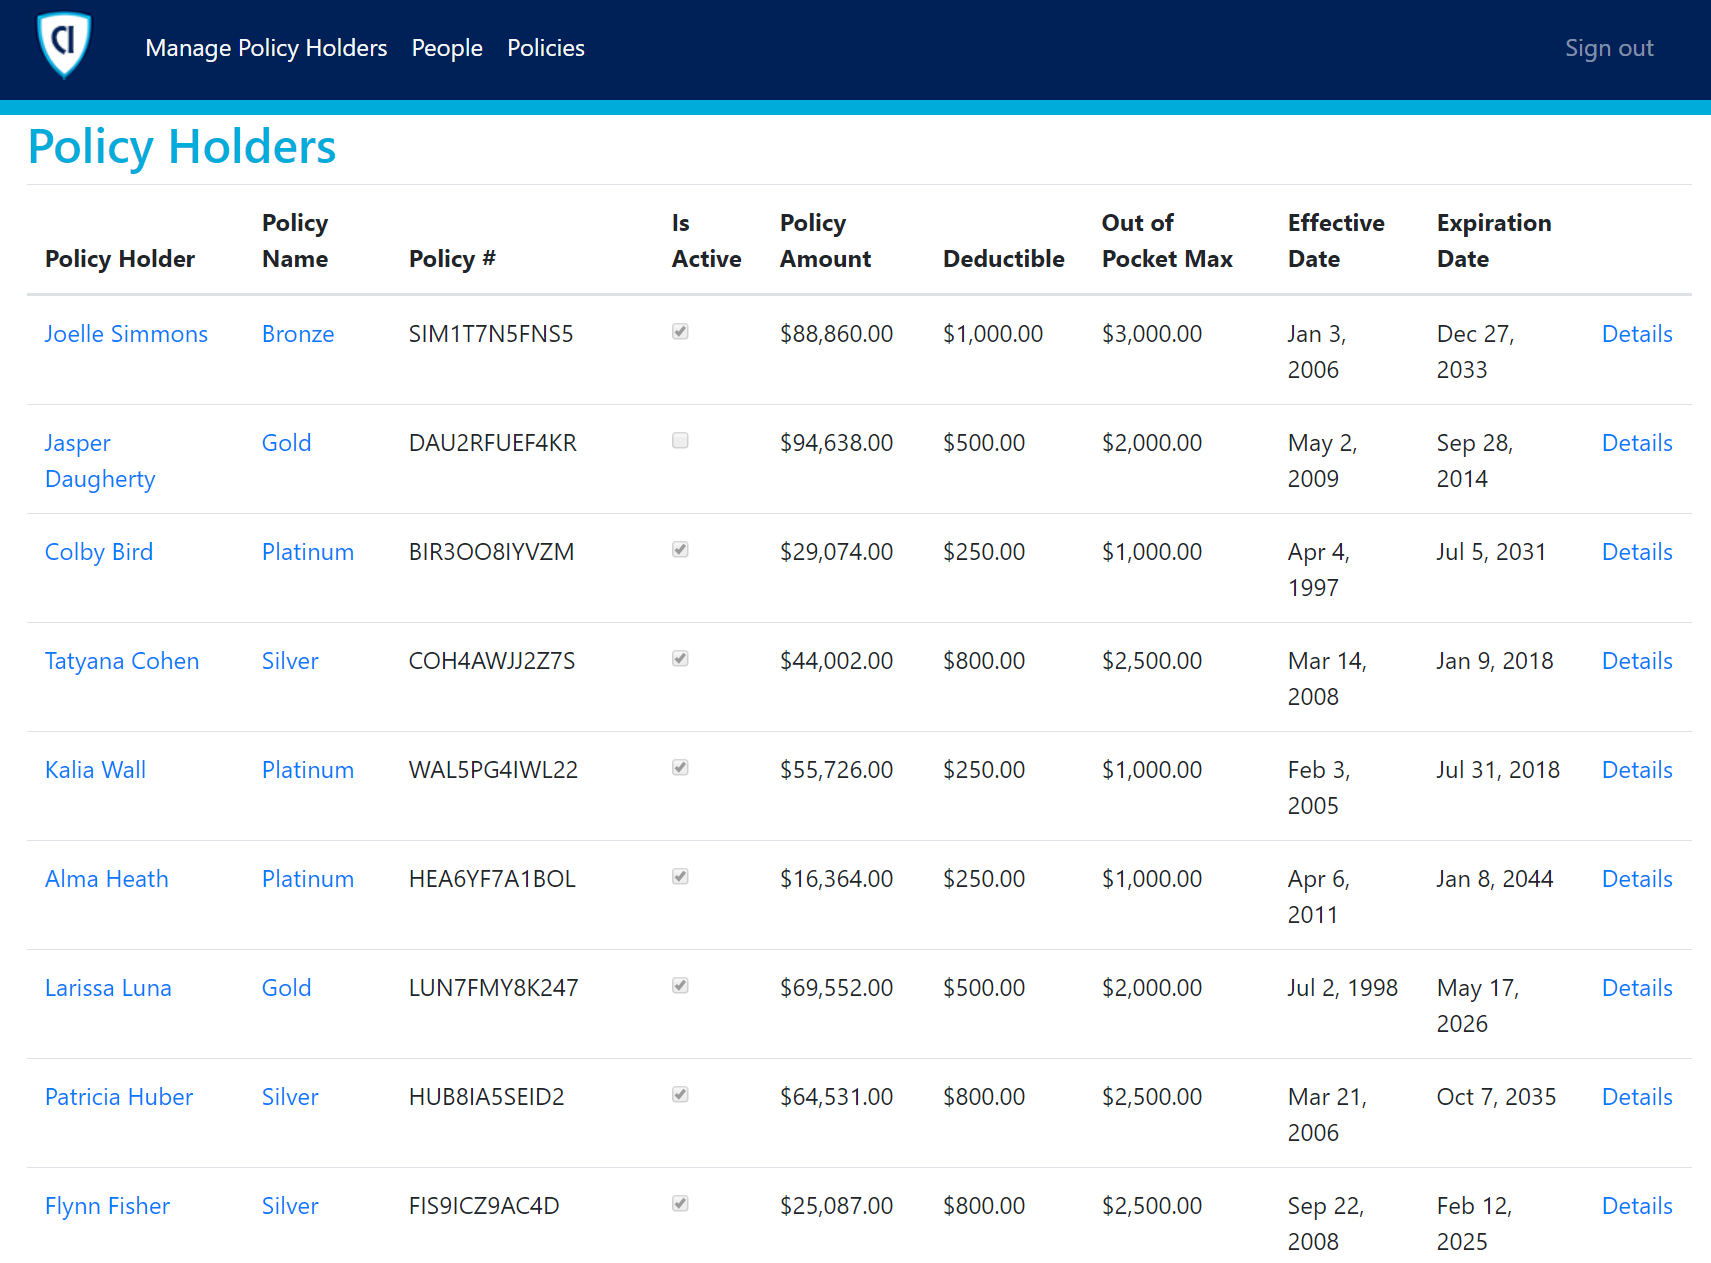 CI
Manage Policy Holders People Policies Sign out
Policy Holders
Policy Holder Policy Name Policy # Is Active Policy Amount Deductible Out of Pocket Max Effective Date Expiration Date
Joelle Simmons Bronze SIM1T7N5FNS5 $88,860.00 $1,000.00 $3,000.00 Jan 3, 2006 Dec 27, 2033 Details
Jasper Daugherty Gold DAU2RFUEF4KR $94,638.00 $500.00 $2,000.00 May 2, 2009 Sep 28, 2014 Details
Colby Bird Platinum BIR3OO8IYVZM $29,074.00 $250.00 $1,000.00 Apr 4, 1997 Jul 5, 2031 Details
Tatyana Cohen Silver COH4AWJJ2Z7S $44,002.00 $800.00 $2,500.00 Mar 14, 2008 Jan 9, 2018 Details
Kalia Wall Platinum WAL5PG4IWL22 $55,726.00 $250.00 $1,000.00 Feb 3, 2005 Jul 31, 2018 Details
Alma Heath Platinum HEA6YF7A1BOL $16,364.00 $250.00 $1,000.00 Apr 6, 2011 Jan 8, 2044 Details
Larissa Luna Gold LUN7FMY8K247 $69,552.00 $500.00 $2,000.00 Jul 2, 1998 May 17, 2026 Details
Patricia Huber Silver HUB8IA5SEID2 $64,531.00 $800.00 $2,500.00 Mar 21, 2006 Oct 7, 2035 Details
Flynn Fisher Silver FIS9ICZ9AC4D $25,087.00 $800.00 $2,500.00 Sep 22, 2008 Feb 12, 2025 Details